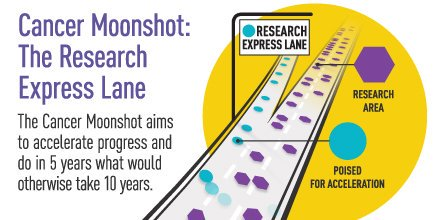 Cancer Moonshot:
The Research
Express Lane
The Cancer Moonshot aims
to accelerate progress and
do in 5 years what would
otherwise take 10 years.
RESEARCH
EXPRESS LANE
RESEARCH
AREA
POISED
FOR ACCELERATION